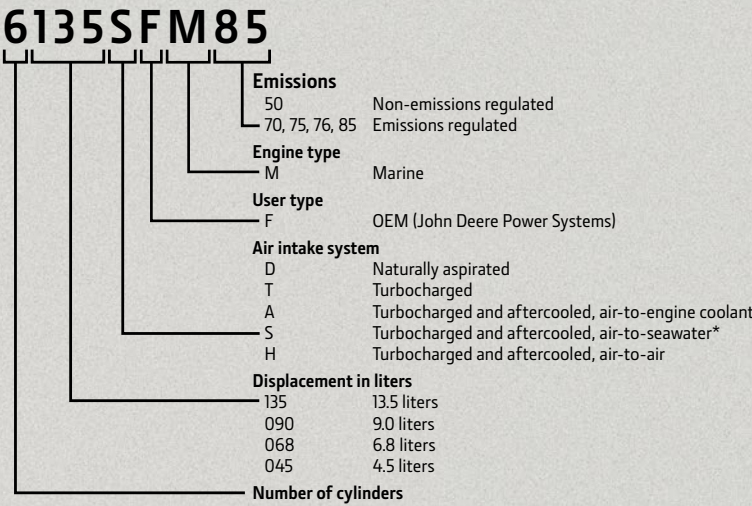 6135SFM85
Emissions
50 Non-emissions regulated
70, 75, 76, 85 Emissions regulated
Engine type
M Marine
User type
F OEM (John Deere Power Systems)
Air intake system
D Naturally aspirated
T Turbocharged
A Turbocharged and aftercooled, air-to-engine coolant
S Turbocharged and aftercooled, air-to-seawater*
H Turbocharged and aftercooled, air-to-air
Displacement in liters
135 13.5 liters
090 9.0 liters
068 6.8 liters
045 4.5 liters
Number of cylinders